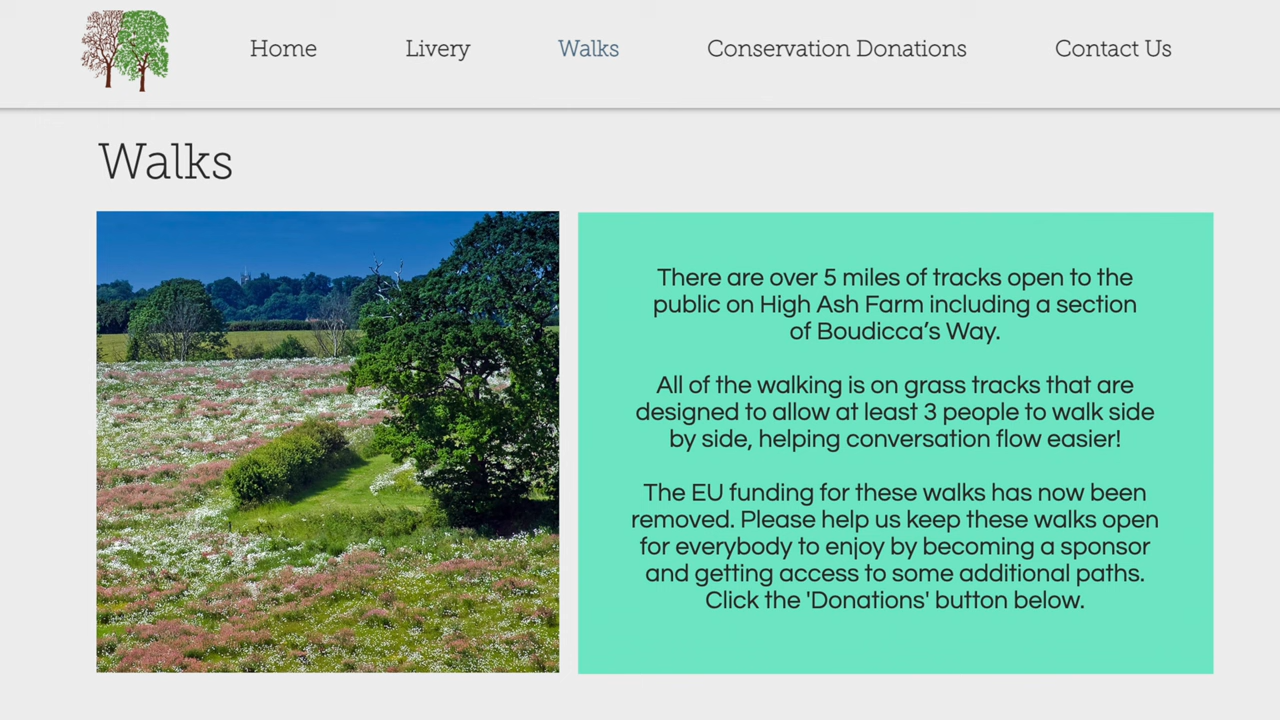 Home
Livery
Walks
Conservation Donations
Contact Us
Walks
There are over 5 miles of tracks open to the
public on High Ash Farm including a section
of Boudicca’s Way.
All of the walking is on grass tracks that are
designed to allow at least 3 people to walk side
by side, helping conversation flow easier!
The EU funding for these walks has now been
removed. Please help us keep these walks open
for everybody to enjoy by becoming a sponsor
and getting access to some additional paths.
Click the 'Donations' button below.